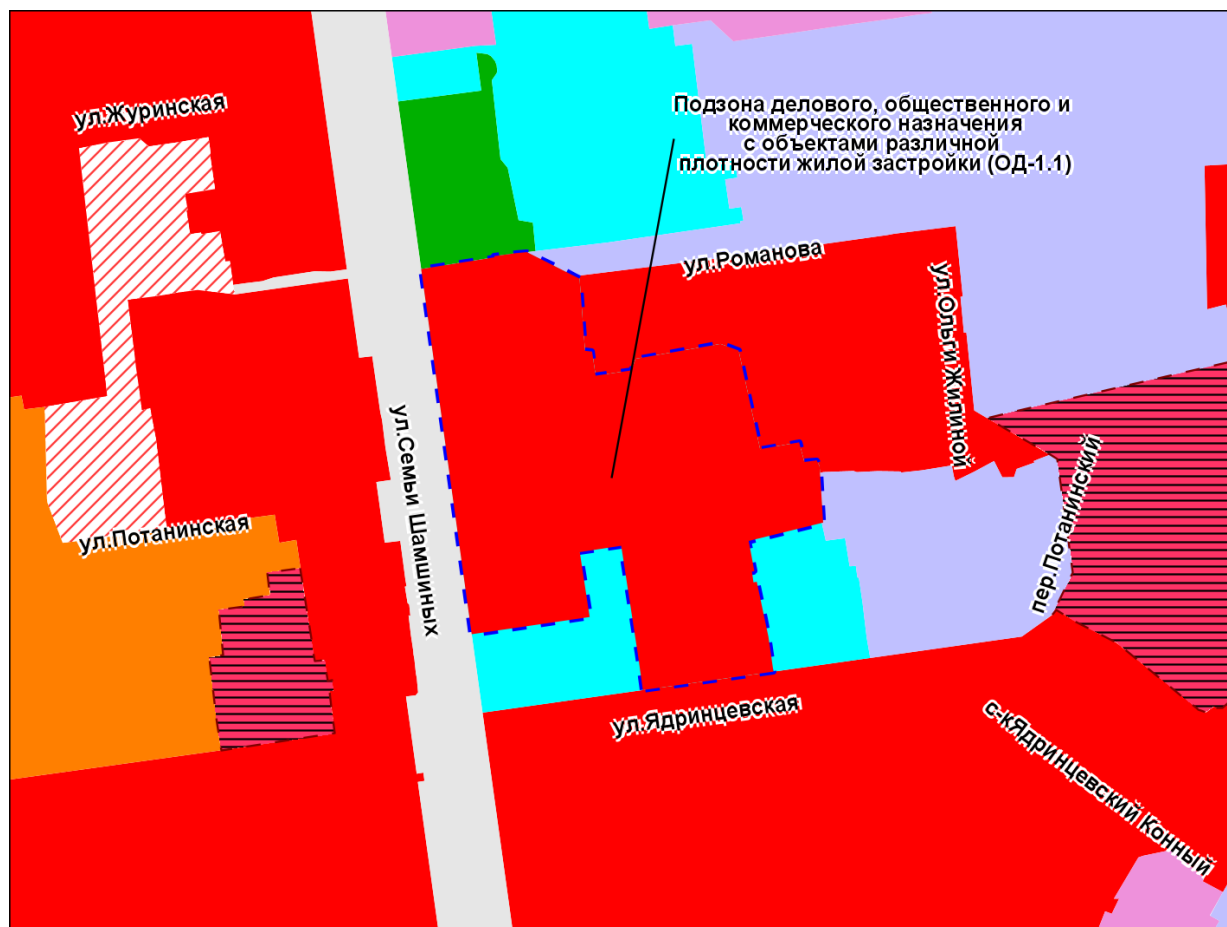 ул.Журинская
Подзона делового, общественного и
коммерческого назначения
с объектами различной
плотности жилой застройки (ОД-1.1)
ул.Романова
ул.Ольги Жилиной
ул.Семьи Шамшиных
ул.Потанинская
пер.Потанинский
ул.Ядринцевская
с-кЯдринцевский Конный